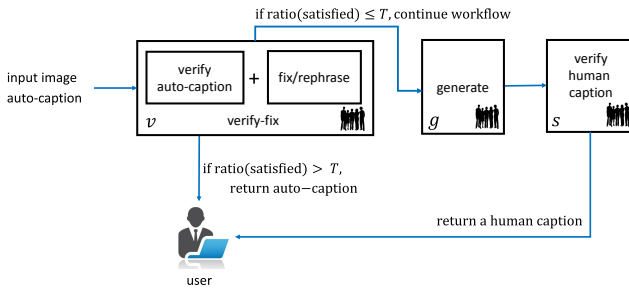 if ratio(satisfied) ≤ T, continue workflow
input image
auto-caption
verify
auto-caption
+
fix/rephrase
v
verify-fix
generate
g
verify
human
caption
s
if ratio(satisfied) > T,
return auto−caption
return a human caption
user